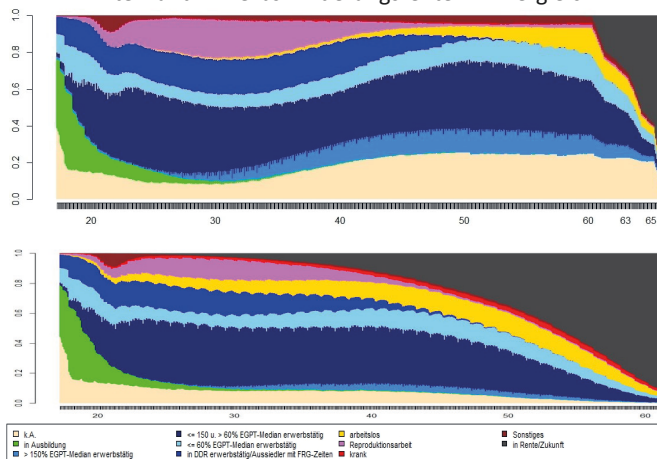 1.0
0.8
0.6
0.4
0.2
0.0
20 30 40 50 60 63 65
1.0
0.8
0.6
0.4
0.2
0.0
20 30 40 50 60
k.A. <= 150 u. > 60% EGPT-Median erwerbstätig arbeitslos Sonstiges
in Ausbildung <= 60% EGPT-Median erwerbstätig Reproduktionsarbeit in Rente/Zukunft
> 150% EGPT-Median erwerbstätig in DDR erwerbstätig/Aussiedler mit FRG-Zeiten krank